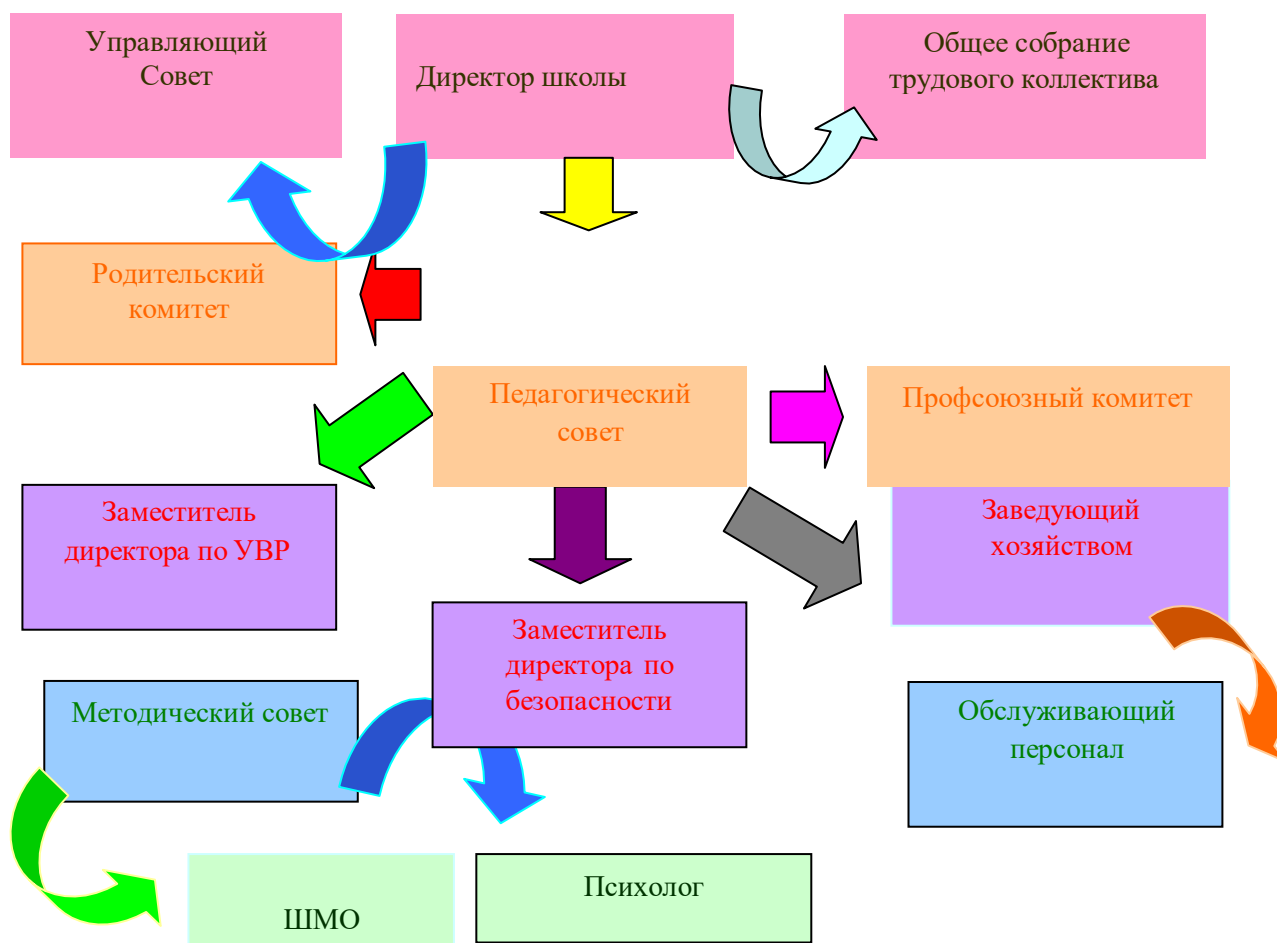 Управляющий
Совет
Директор школы
Общее собрание
трудового коллектива
Родительский
комитет
Педагогический
совет
Профсоюзный комитет
Заместитель
директора по УВР
Заведующий
хозяйством
Заместитель
директора по
безопасности
Методический совет
Обслуживающий
персонал
ШМО
Психолог